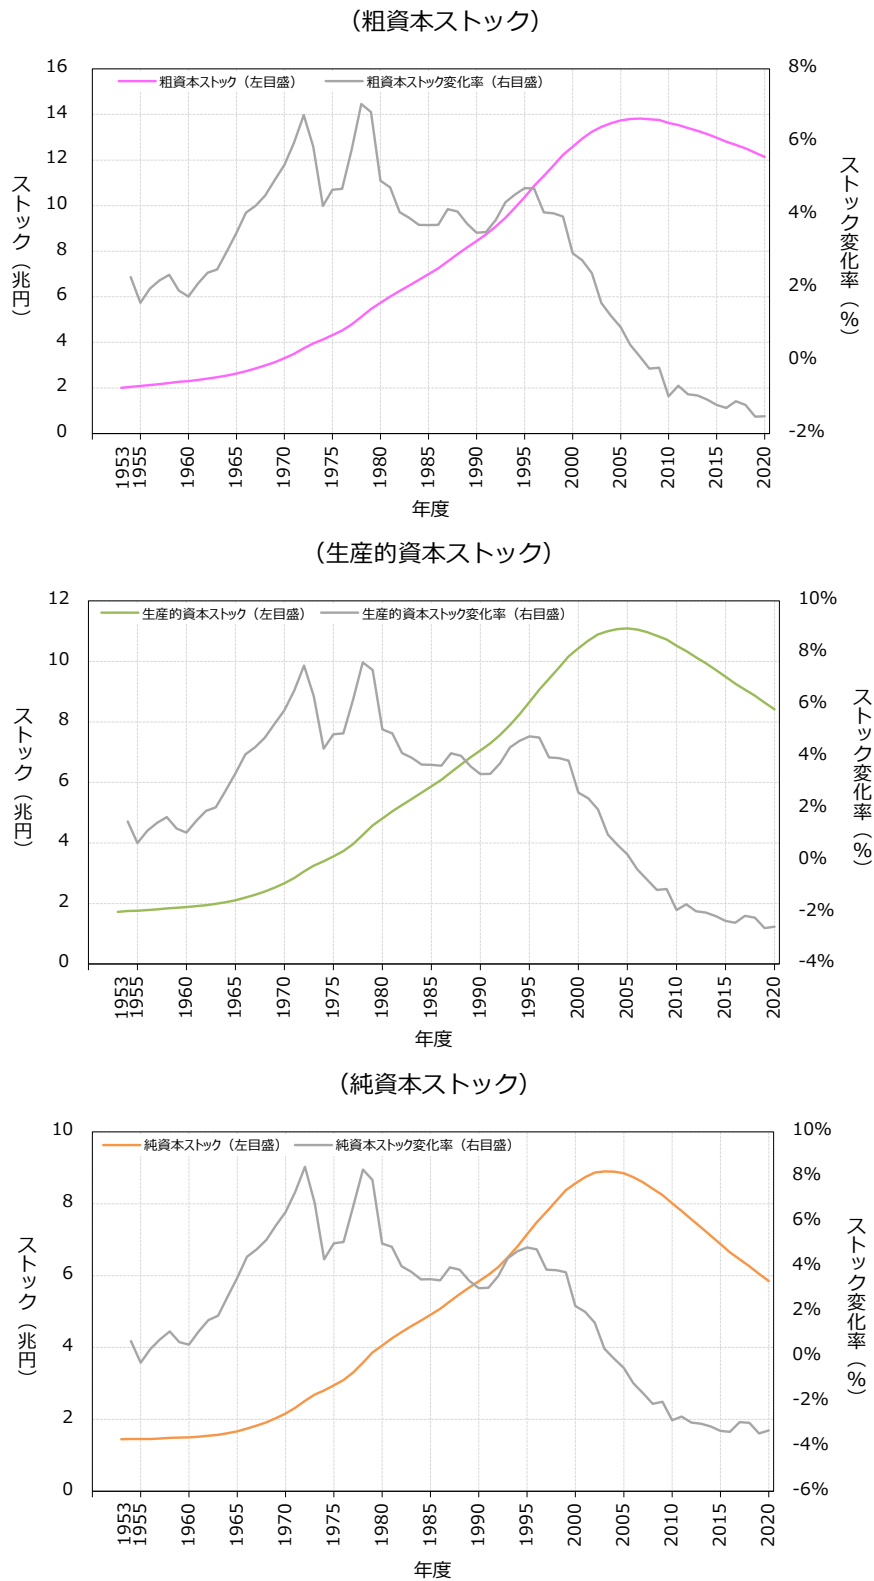 （粗資本ストック）
粗資本ストック（左目盛） 粗資本ストック変化率（右目盛）
ストック（兆円）
16
14
12
10
8
6
4
2
0
8%
6%
4%
2%
0%
-2%
ストック変化率（%）
1953 1955 1960 1965 1970 1975 1980 1985 1990 1995 2000 2005 2010 2015 2020
年度
（生産的資本ストック）
生産的資本ストック（左目盛） 生産的資本ストック変化率（右目盛）
ストック（兆円）
12
10
8
6
4
2
0
10%
8%
6%
4%
2%
0%
-2%
-4%
ストック変化率（%）
1953 1955 1960 1965 1970 1975 1980 1985 1990 1995 2000 2005 2010 2015 2020
年度
（純資本ストック）
純資本ストック（左目盛） 純資本ストック変化率（右目盛）
ストック（兆円）
10
8
6
4
2
0
10%
8%
6%
4%
2%
0%
-2%
-4%
-6%
ストック変化率（%）
1953 1955 1960 1965 1970 1975 1980 1985 1990 1995 2000 2005 2010 2015 2020
年度